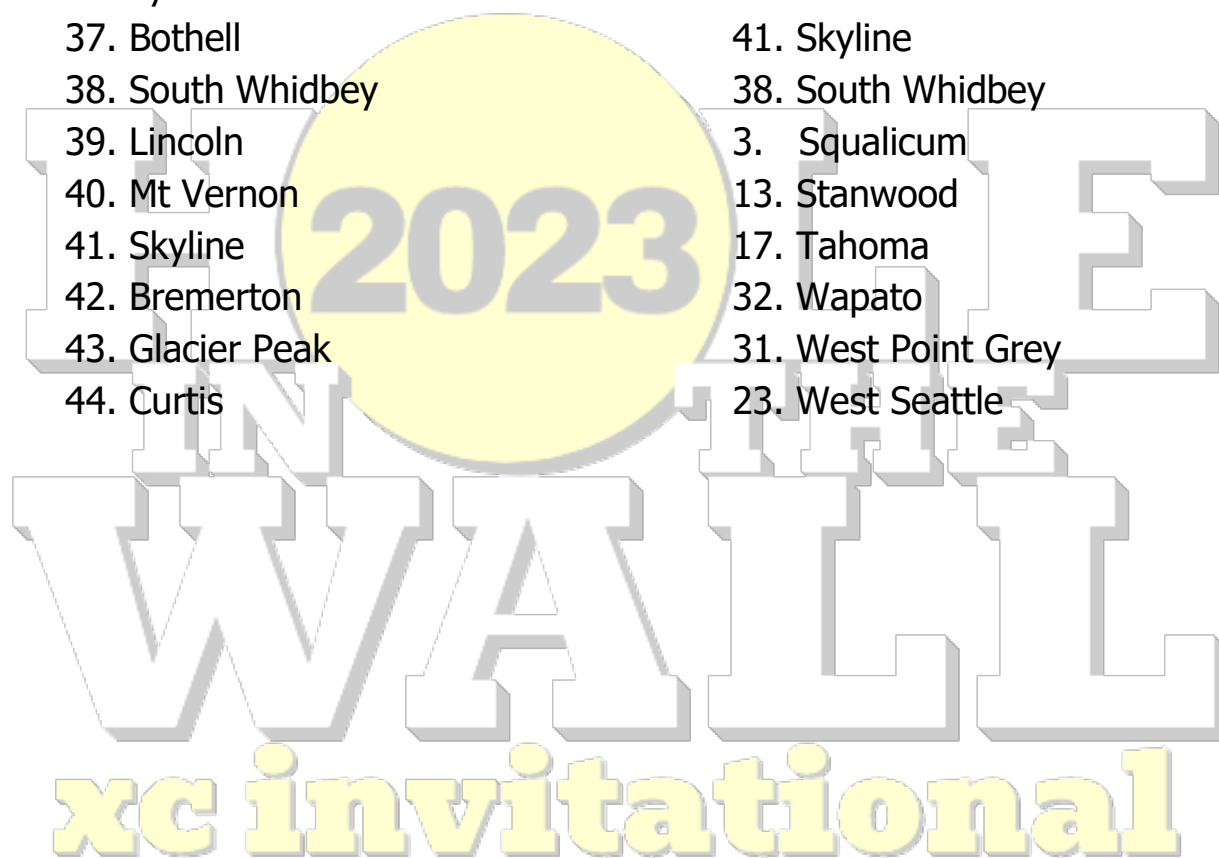 37. Bothell
38. South Whidbey
39. Lincoln
40. Mt Vernon
41. Skyline
42. Bremerton
43. Glacier Peak
44. Curtis
41. Skyline
38. South Whidbey
3. Squalicum
13. Stanwood
17. Tahoma
32. Wapato
31. West Point Grey
23. West Seattle
HOLE
2023
IN THE
WALL
xc invitational